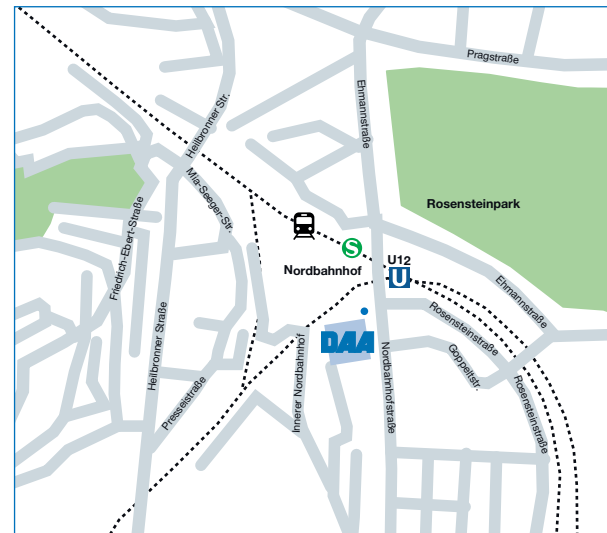 Pragstraße
Ehmannstraße
Heilbronner Str.
Mia-Seeger-Str.
Rosensteinpark
Friedrich-Ebert-Straße
S
U12
Nordbahnhof
U
Ehmannstraße
Rosensteinstraße
Heilbronner Straße
DAA
Innerer Nordbahnhof
Nordbahnhofstraße
Goppeltstr.
Presselstraße
Rosensteinstraße